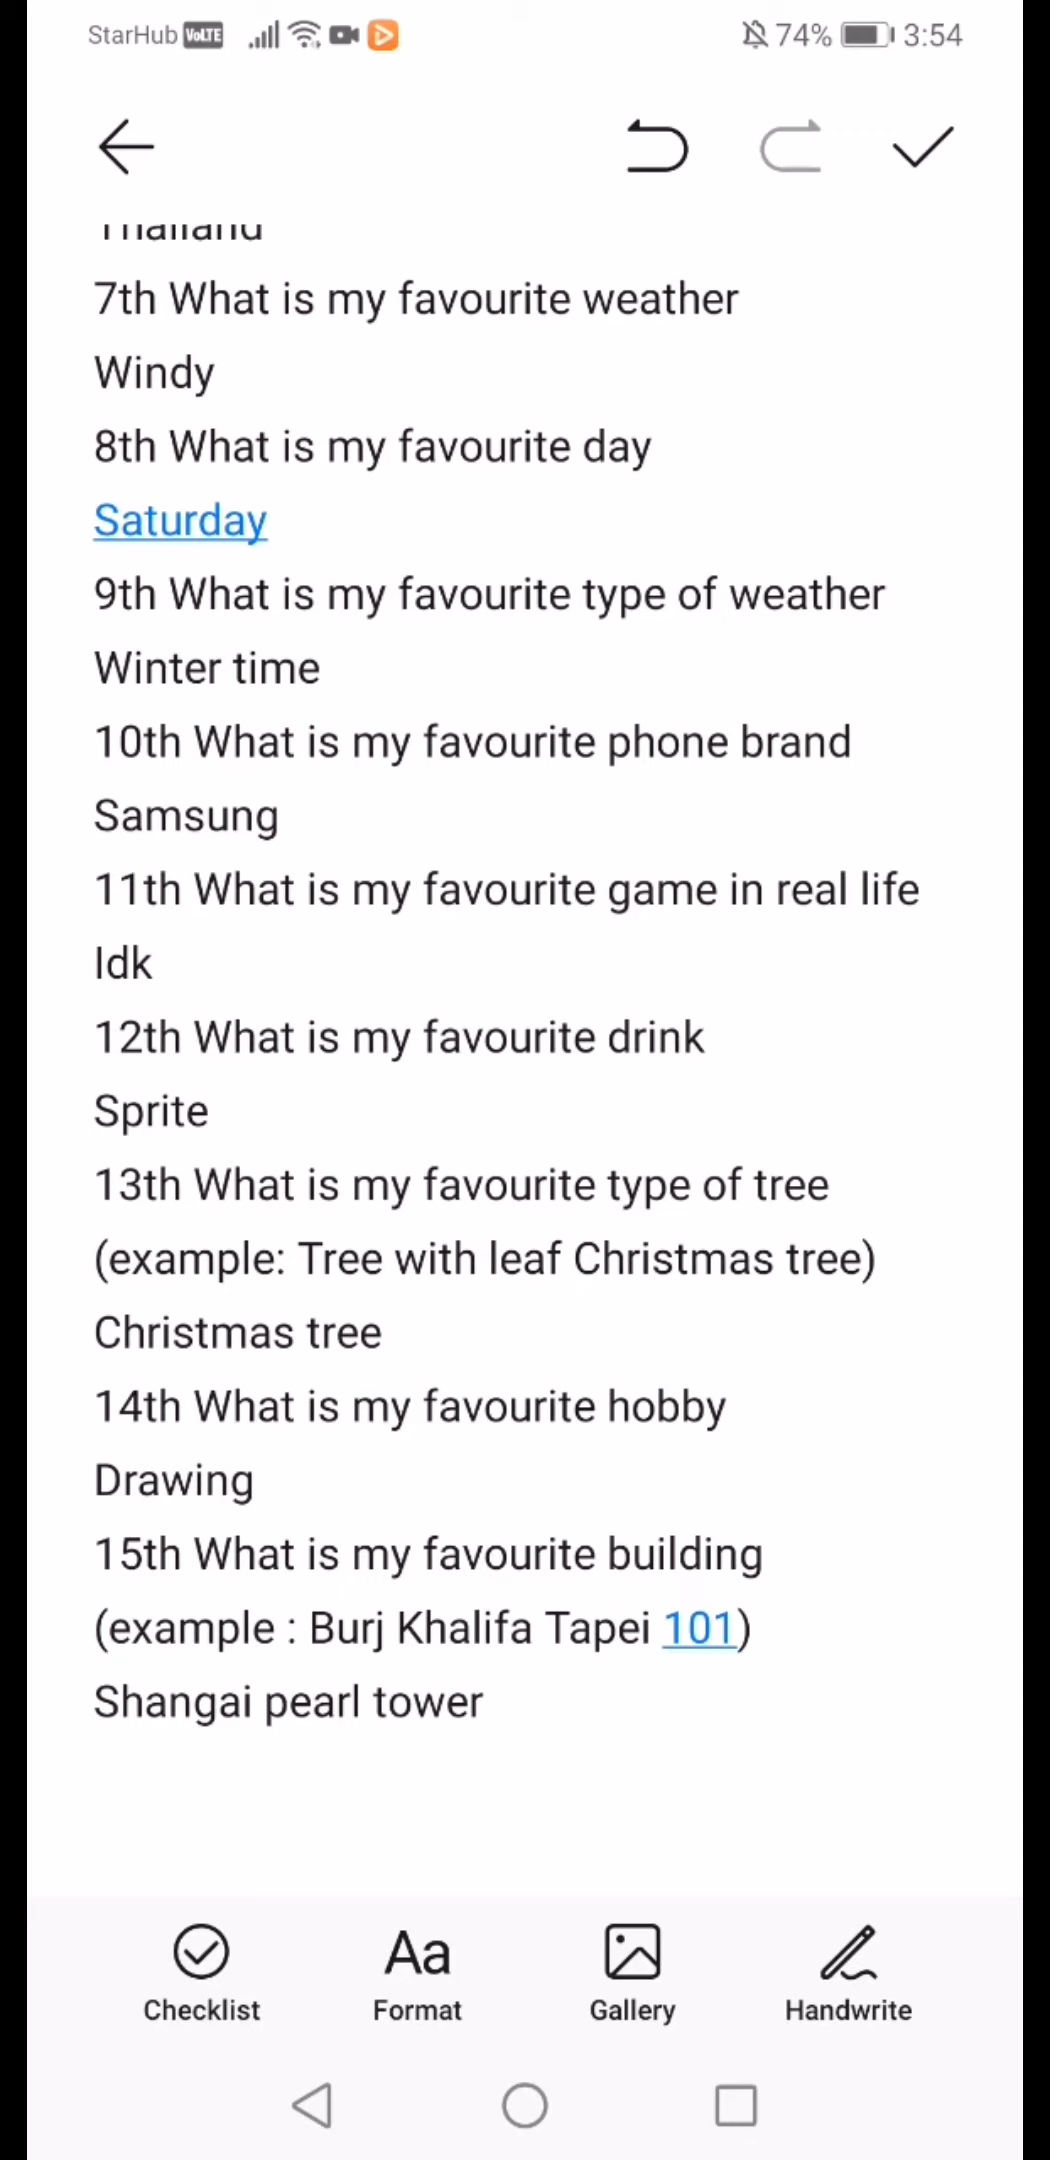 StarHub VoLTE 74% 3:54
Thailand
7th What is my favourite weather
Windy
8th What is my favourite day
Saturday
9th What is my favourite type of weather
Winter time
10th What is my favourite phone brand
Samsung
11th What is my favourite game in real life
Idk
12th What is my favourite drink
Sprite
13th What is my favourite type of tree
(example: Tree with leaf Christmas tree)
Christmas tree
14th What is my favourite hobby
Drawing
15th What is my favourite building
(example : Burj Khalifa Tapei 101)
Shangai pearl tower
Checklist Format Gallery Handwrite